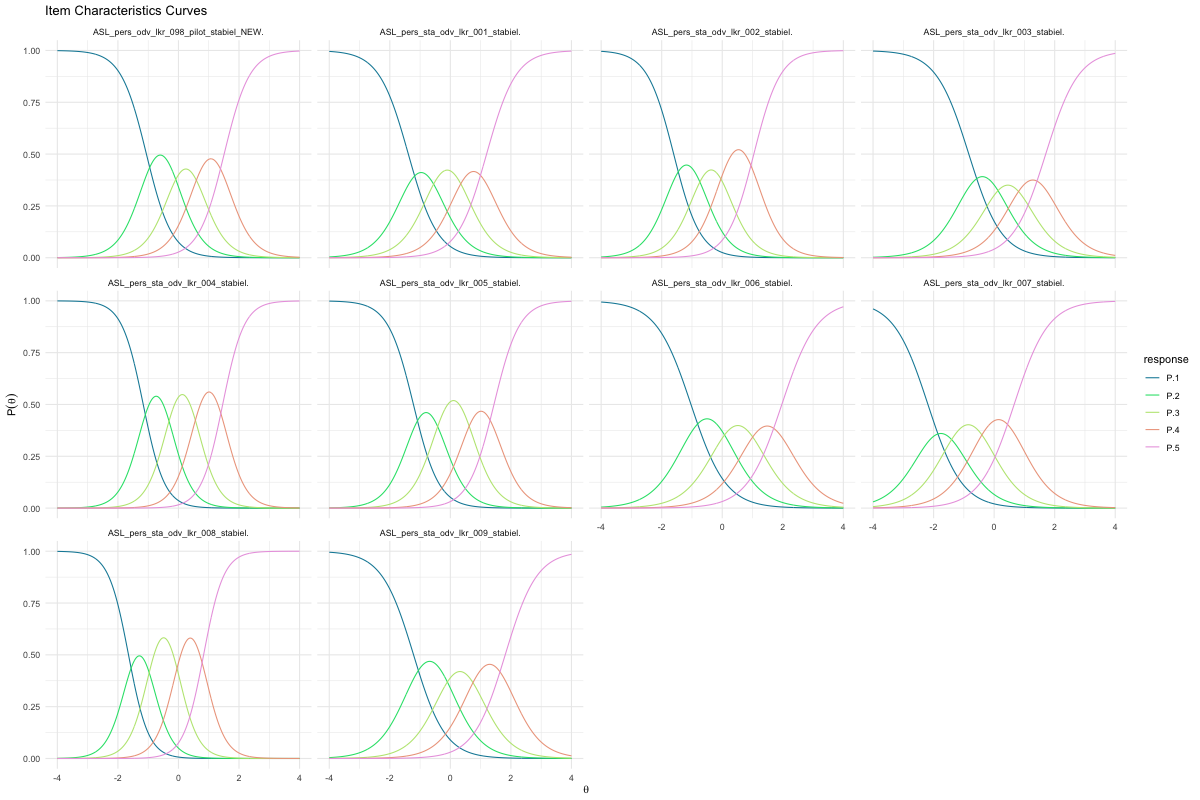 Item Characteristics Curves
ASL_pers_odv_lkr_098_pilot_stabiel_NEW.
ASL_pers_sta_odv_lkr_001_stabiel.
ASL_pers_sta_odv_lkr_002_stabiel.
ASL_pers_sta_odv_lkr_003_stabiel.
1.00
0.75
0.50
0.25
0.00
ASL_pers_sta_odv_lkr_004_stabiel.
ASL_pers_sta_odv_lkr_005_stabiel.
ASL_pers_sta_odv_lkr_006_stabiel.
ASL_pers_sta_odv_lkr_007_stabiel.
1.00
0.75
0.50
0.25
0.00
-4 -2 0 2 4
-4 -2 0 2 4
P(θ)
ASL_pers_sta_odv_lkr_008_stabiel.
ASL_pers_sta_odv_lkr_009_stabiel.
1.00
0.75
0.50
0.25
0.00
-4 -2 0 2 4
-4 -2 0 2 4
θ
response
P.1
P.2
P.3
P.4
P.5